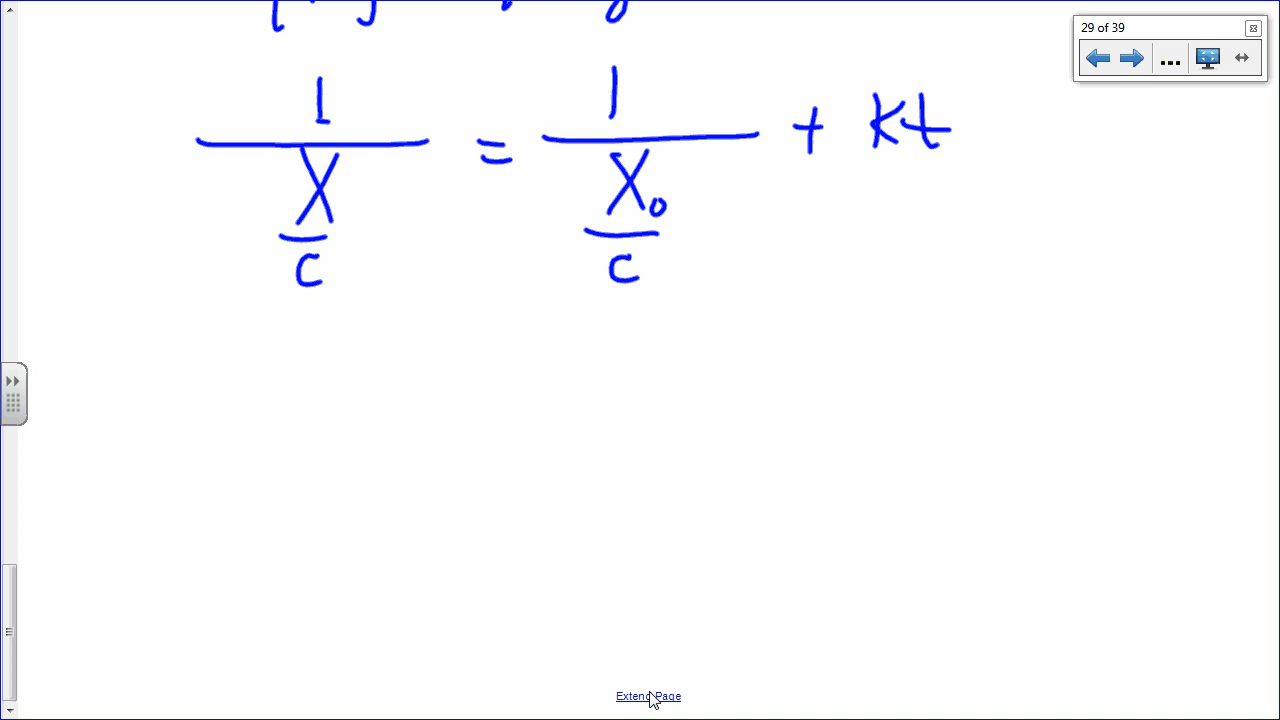 29 of 39
1/(X/C) = 1/(X₀/C) + kt
Extend Page